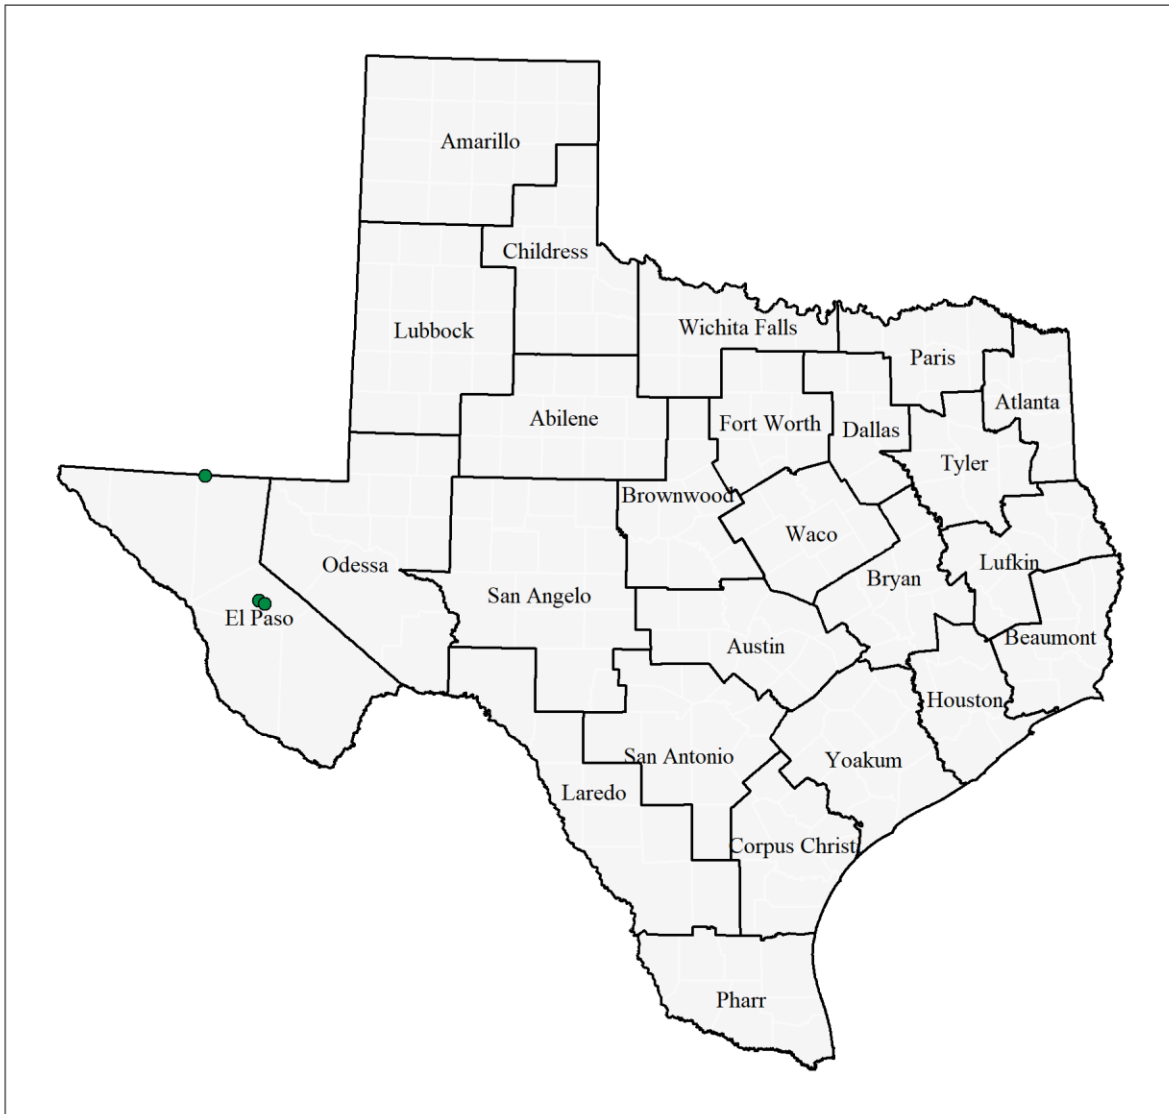 Amarillo
Childress
Lubbock
Wichita Falls
Paris
Atlanta
Abilene
Fort Worth
Dallas
Tyler
Brownwood
Waco
Odessa
Lufkin
Bryan
San Angelo
El Paso
Beaumont
Austin
Houston
San Antonio
Yoakum
Laredo
Corpus Christ
Pharr